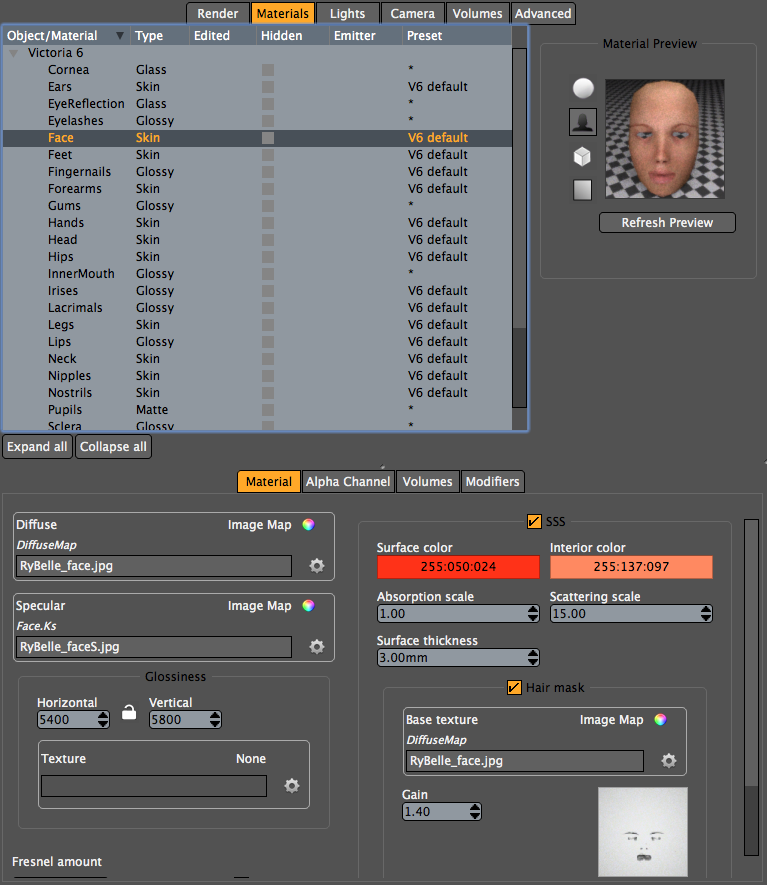 Render Materials Lights Camera Volumes Advanced
Object/Material Type Edited Hidden Emitter Preset
Victoria 6
Cornea Glass *
Ears Skin V6 default
EyeReflection Glass *
Eyelashes Glossy *
Face Skin V6 default
Feet Skin V6 default
Fingernails Glossy V6 default
Forearms Skin V6 default
Gums Glossy *
Hands Skin V6 default
Head Skin V6 default
Hips Skin V6 default
InnerMouth Glossy *
Irises Glossy V6 default
Lacrimals Glossy V6 default
Legs Skin V6 default
Lips Glossy V6 default
Neck Skin V6 default
Nipples Skin V6 default
Nostrils Skin V6 default
Pupils Matte *
Sclera Glossy *
Expand all Collapse all
Material Preview
Refresh Preview
Material Alpha Channel Volumes Modifiers
Diffuse Image Map
DiffuseMap
RyBelle_face.jpg
Specular Image Map
Face.Ks
RyBelle_faceS.jpg
Glossiness
Horizontal Vertical
5400 5800
Texture None
Fresnel amount
SSS
Surface color Interior color
255:050:024 255:137:097
Absorption scale Scattering scale
1.00 15.00
Surface thickness
3.00mm
Hair mask
Base texture Image Map
DiffuseMap
RyBelle_face.jpg
Gain
1.40